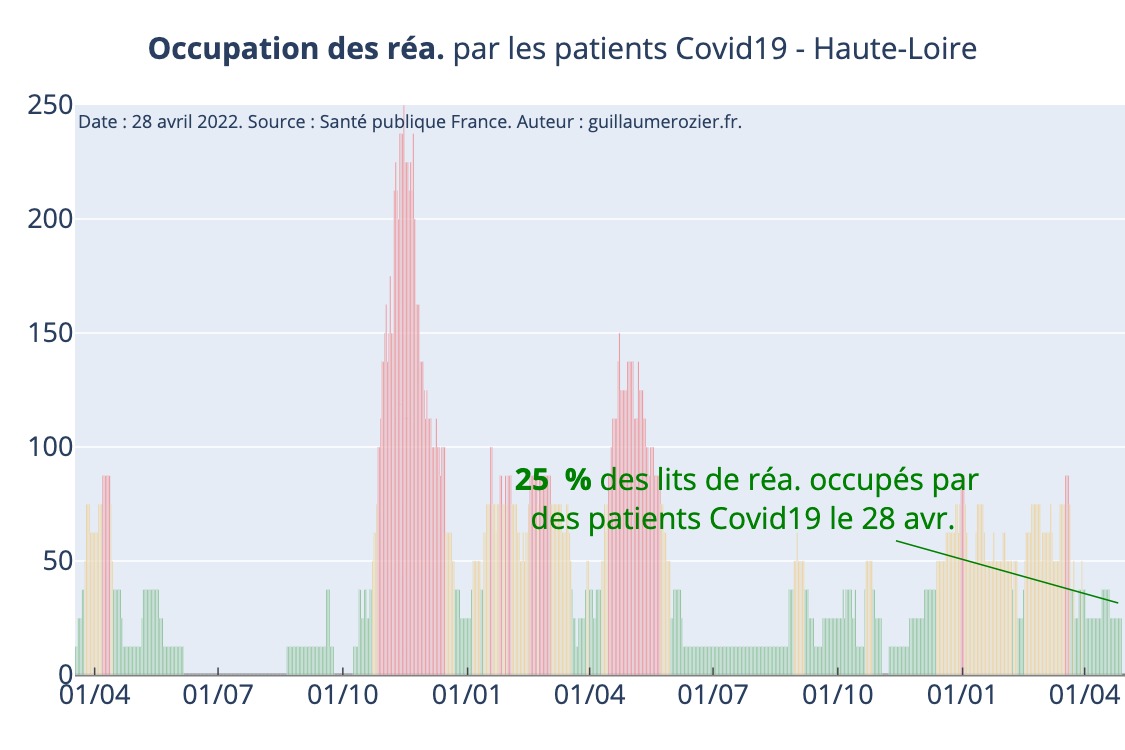 Occupation des réa. par les patients Covid19 - Haute-Loire
250
Date : 28 avril 2022. Source : Santé publique France. Auteur : guillaumerozier.fr.
200
150
100
25 % des lits de réa. occupés par
des patients Covid19 le 28 avr.
50
0
01/04 01/07 01/10 01/01 01/04 01/07 01/10 01/01 01/04